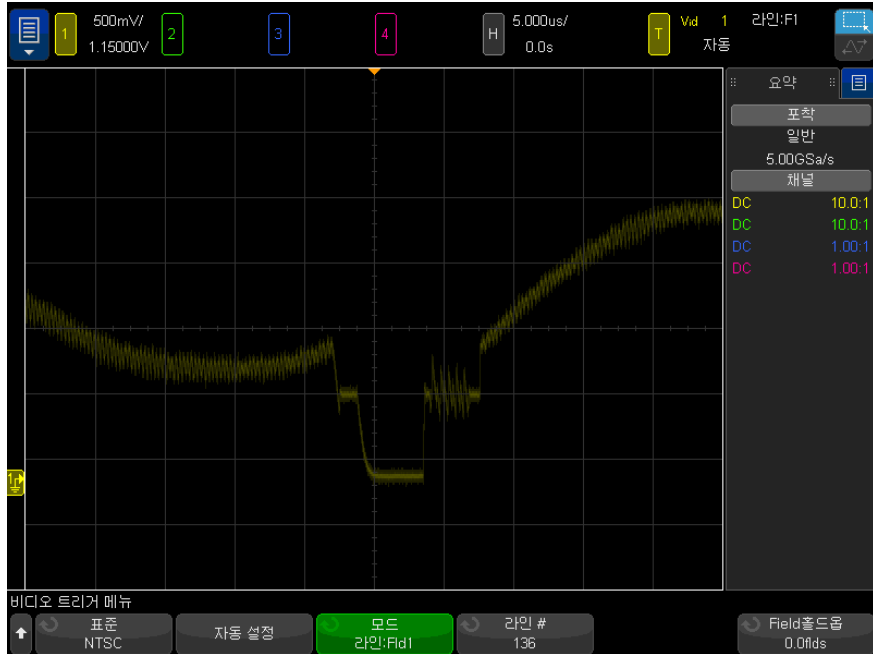 1 500mV/ 2 3 4 H 5.000us/ T Vid 1 라인:F1
1.15000V 0.0s 자동
요약
포착
일반
5.00GSa/s
채널
DC 10.0:1
DC 10.0:1
DC 1.00:1
DC 1.00:1
1
비디오 트리거 메뉴
표준 자동 설정 모드 라인 # Field홀드옵
NTSC 라인:Fld1 136 0.0flds